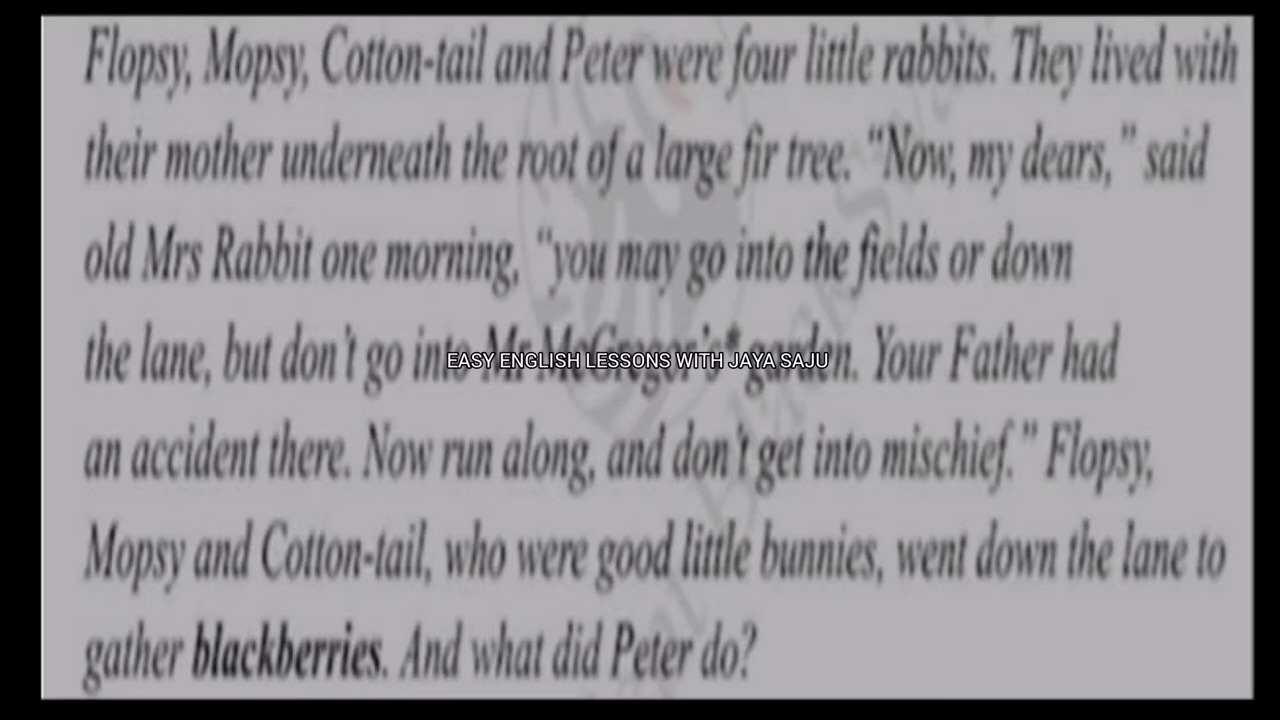 Flopsy, Mopsy, Cotton-tail and Peter were four little rabbits. They lived with
their mother underneath the root of a large fir tree. “Now, my dears,” said
old Mrs Rabbit one morning, “you may go into the fields or down
the lane, but don't go into Mr McGregor's* garden. Your Father had
EASY ENGLISH LESSONS WITH JAYA SAJU
an accident there. Now run along, and don't get into mischief.” Flopsy,
Mopsy and Cotton-tail, who were good little bunnies, went down the lane to
gather blackberries. And what did Peter do?